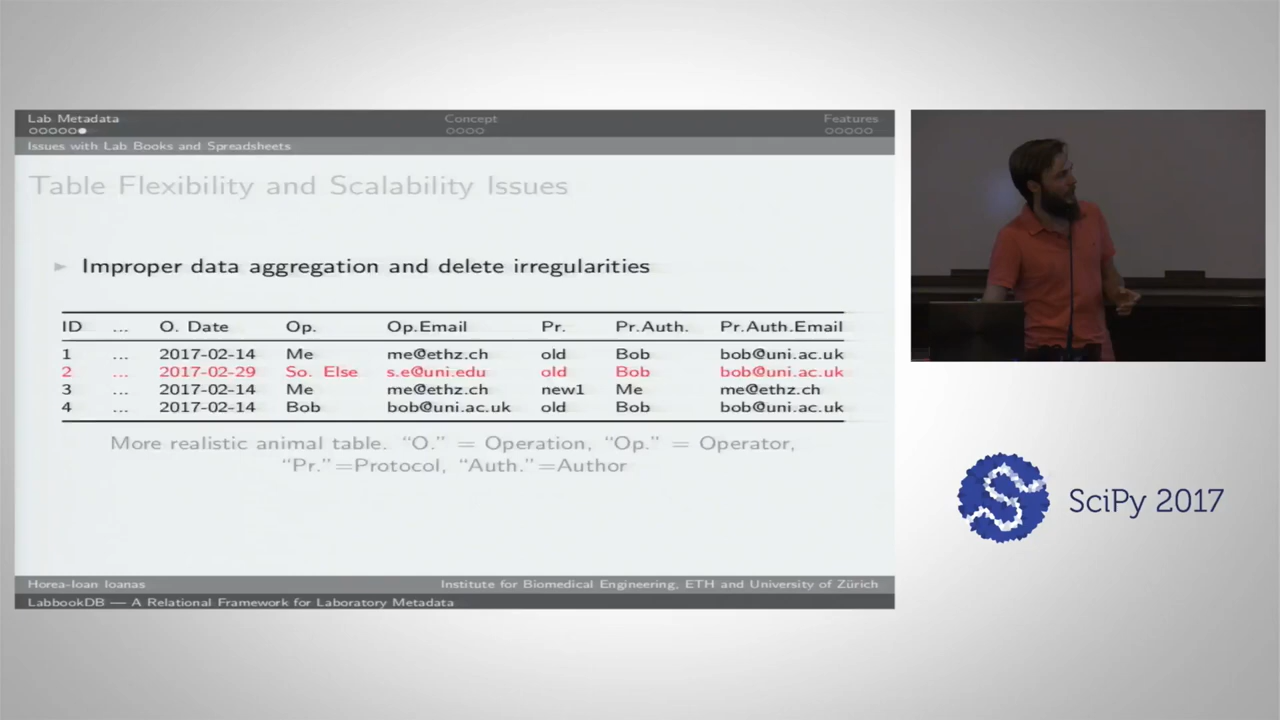 Lab Metadata Concept Features
Issues with Lab Books and Spreadsheets
Table Flexibility and Scalability Issues
► Improper data aggregation and delete irregularities
ID ... O. Date Op. Op.Email Pr. Pr.Auth. Pr.Auth.Email
1 ... 2017-02-14 Me me@ethz.ch old Bob bob@uni.ac.uk
2 ... 2017-02-29 So. Else s.e@uni.edu old Bob bob@uni.ac.uk
3 ... 2017-02-14 Me me@ethz.ch new1 Me me@ethz.ch
4 ... 2017-02-14 Bob bob@uni.ac.uk old Bob bob@uni.ac.uk
More realistic animal table. "O." = Operation, "Op." = Operator,
"Pr."=Protocol, "Auth."=Author
Horea-Ioan Ioanas Institute for Biomedical Engineering, ETH and University of Zürich
LabbookDB — A Relational Framework for Laboratory Metadata
SciPy 2017